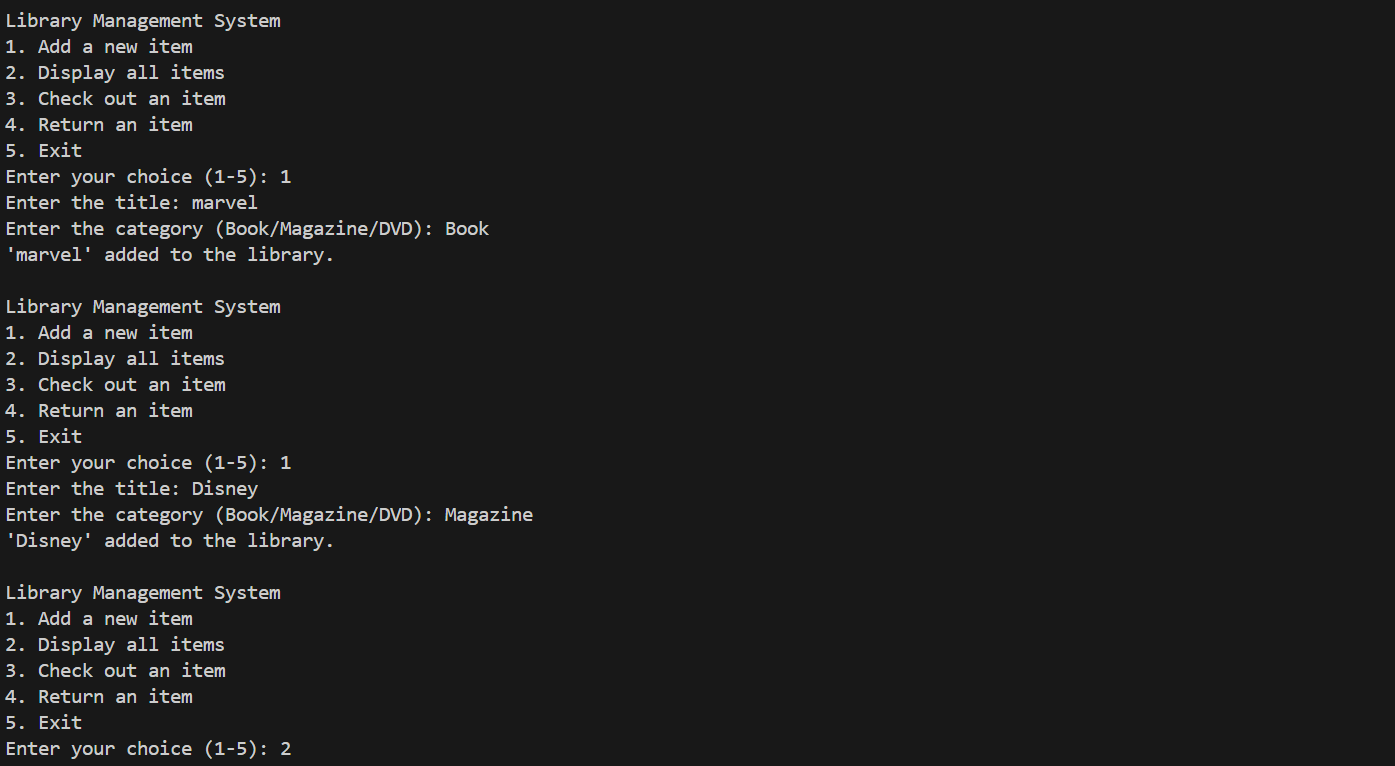 Library Management System
1. Add a new item
2. Display all items
3. Check out an item
4. Return an item
5. Exit
Enter your choice (1-5): 1
Enter the title: marvel
Enter the category (Book/Magazine/DVD): Book
'marvel' added to the library.

Library Management System
1. Add a new item
2. Display all items
3. Check out an item
4. Return an item
5. Exit
Enter your choice (1-5): 1
Enter the title: Disney
Enter the category (Book/Magazine/DVD): Magazine
'Disney' added to the library.

Library Management System
1. Add a new item
2. Display all items
3. Check out an item
4. Return an item
5. Exit
Enter your choice (1-5): 2